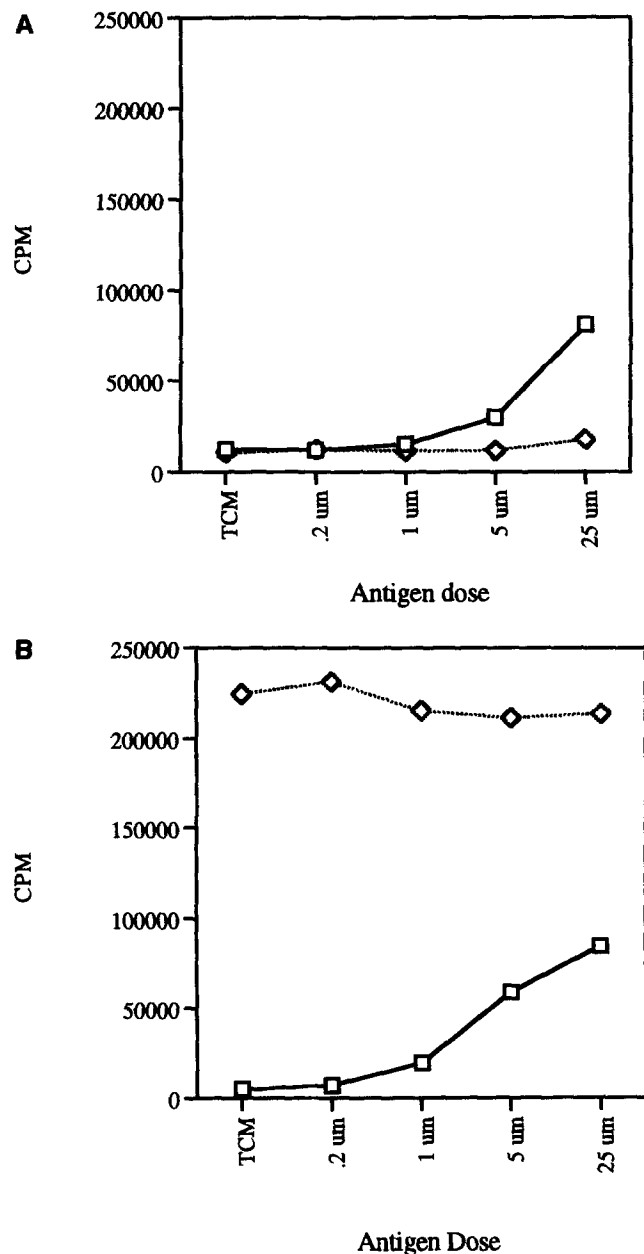 A
250000
200000
150000
100000
50000
0
CPM
TCM
.2 um
1 um
5 um
25 um
Antigen dose
B
250000
200000
150000
100000
50000
0
CPM
TCM
.2 um
1 um
5 um
25 um
Antigen Dose